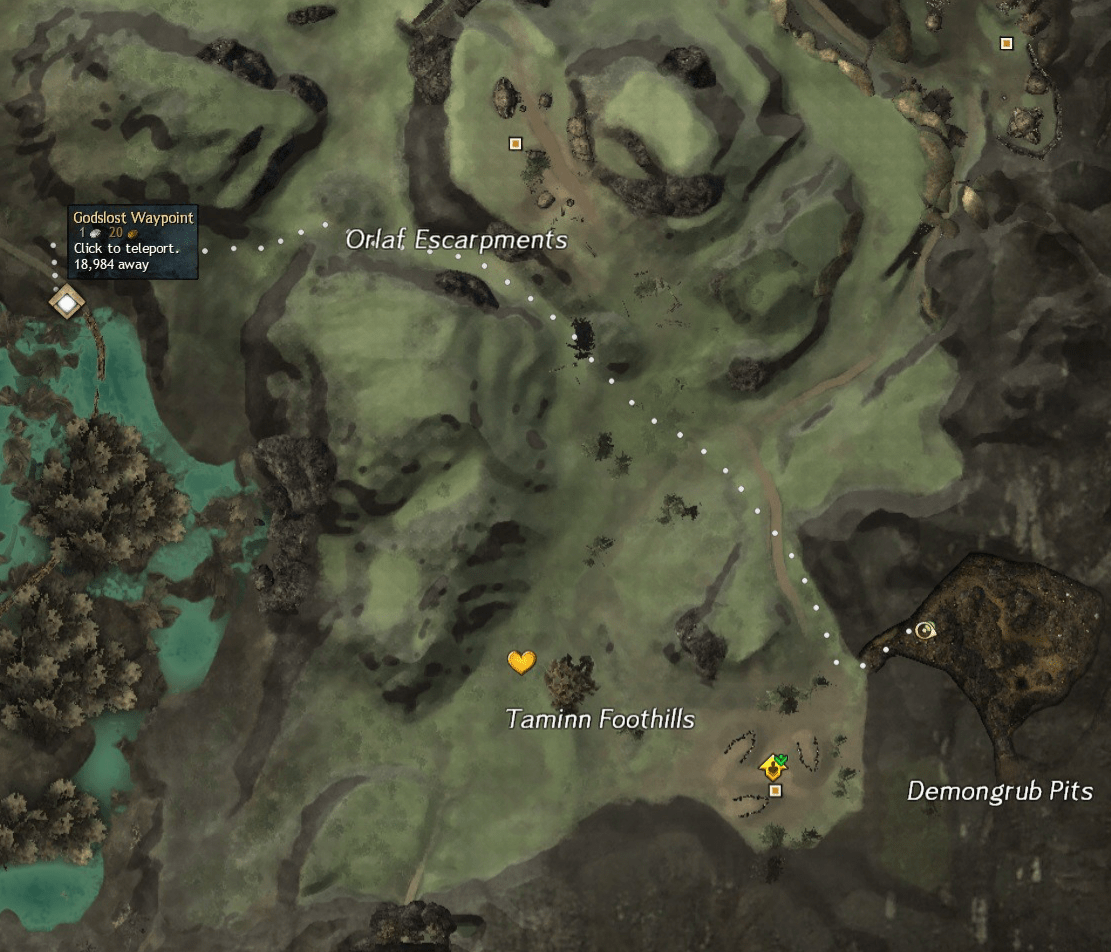 Godslost Waypoint
1 20
Click to teleport.
18,984 away
Orlaf Escarpments
Taminn Foothills
Demongrub Pits